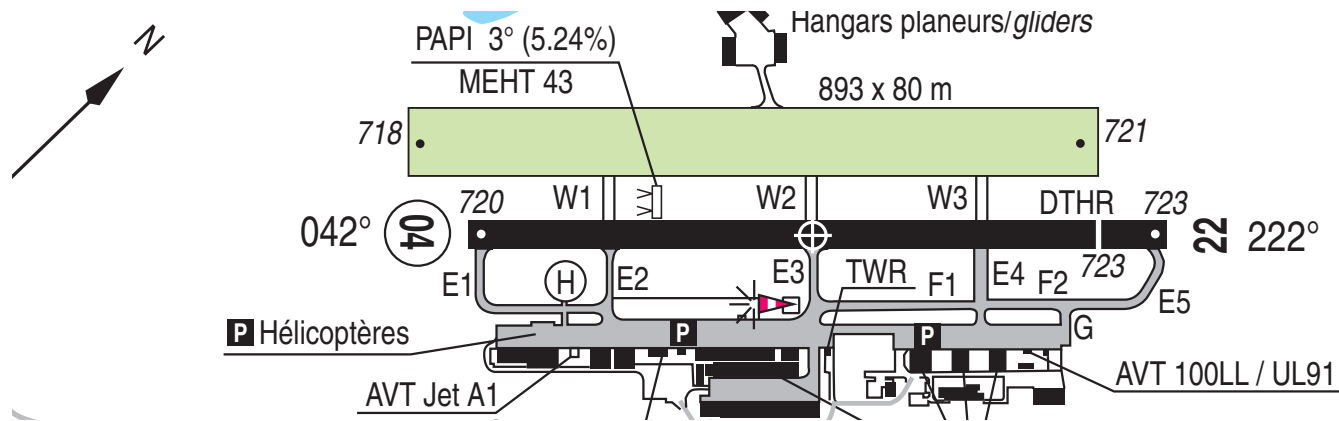 N
Hangars planeurs/gliders
PAPI 3° (5.24%)
MEHT 43
893 x 80 m
718
721
W1
W2
W3
DTHR
720
723
042°
04
22
222°
723
E1
H
E2
E3
TWR
F1
E4
F2
E5
G
P Hélicoptères
P
P
AVT Jet A1
AVT 100LL / UL91